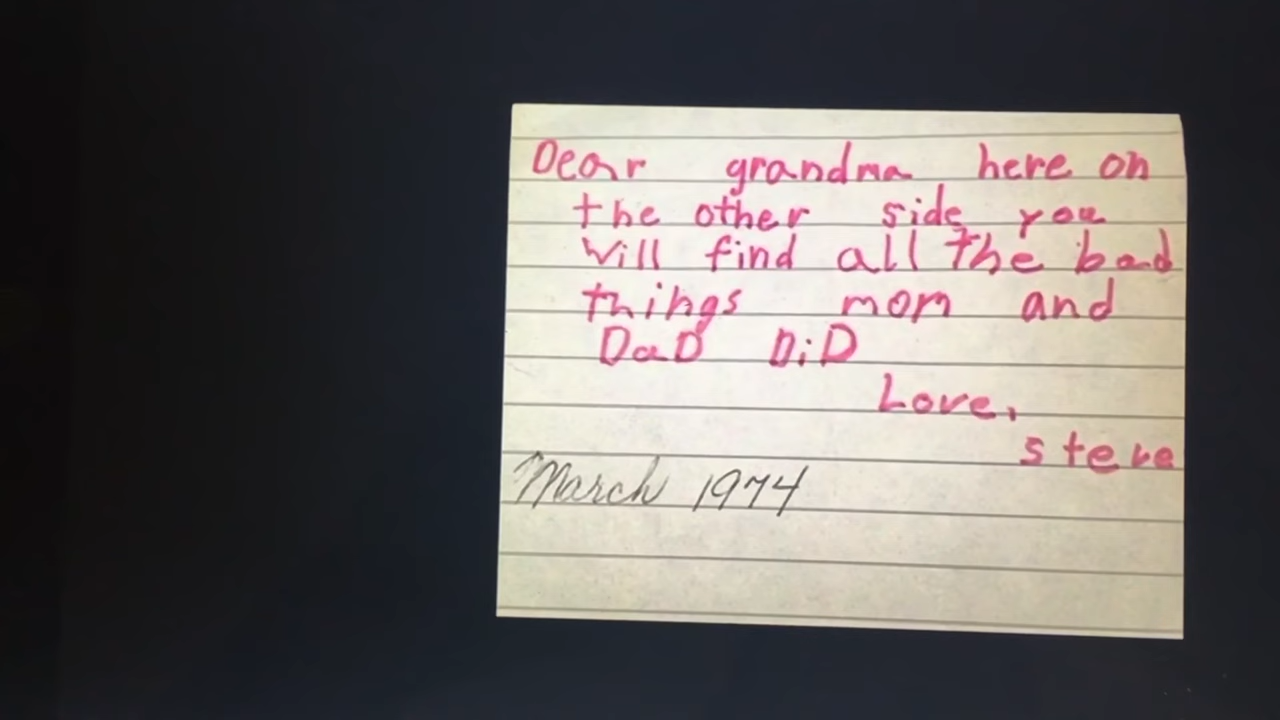 Dear grandma here on
the other side you
will find all the bad
things mom and
DaD DiD
Love,
steve
March 1974